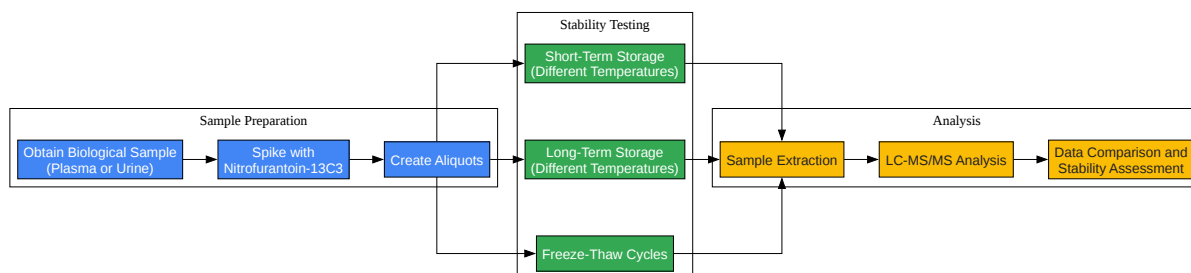 Stability Testing
Short-Term Storage
(Different Temperatures)
Sample Preparation
Obtain Biological Sample
(Plasma or Urine)
Spike with
Nitrofurantoin-13C3
Create Aliquots
Long-Term Storage
(Different Temperatures)
Freeze-Thaw Cycles
Analysis
Sample Extraction
LC-MS/MS Analysis
Data Comparison and
Stability Assessment